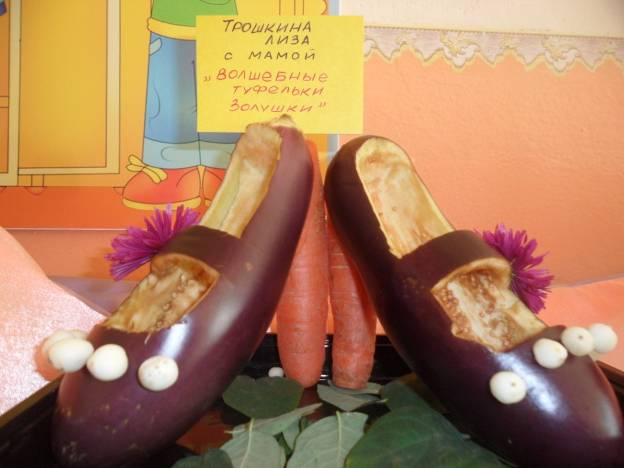 ТРОШКИНА
ЛИЗА
С МАМОЙ
„ВОЛШЕБНЫЕ
ТУФЕЛЬКИ
ЗОЛУШКИ"